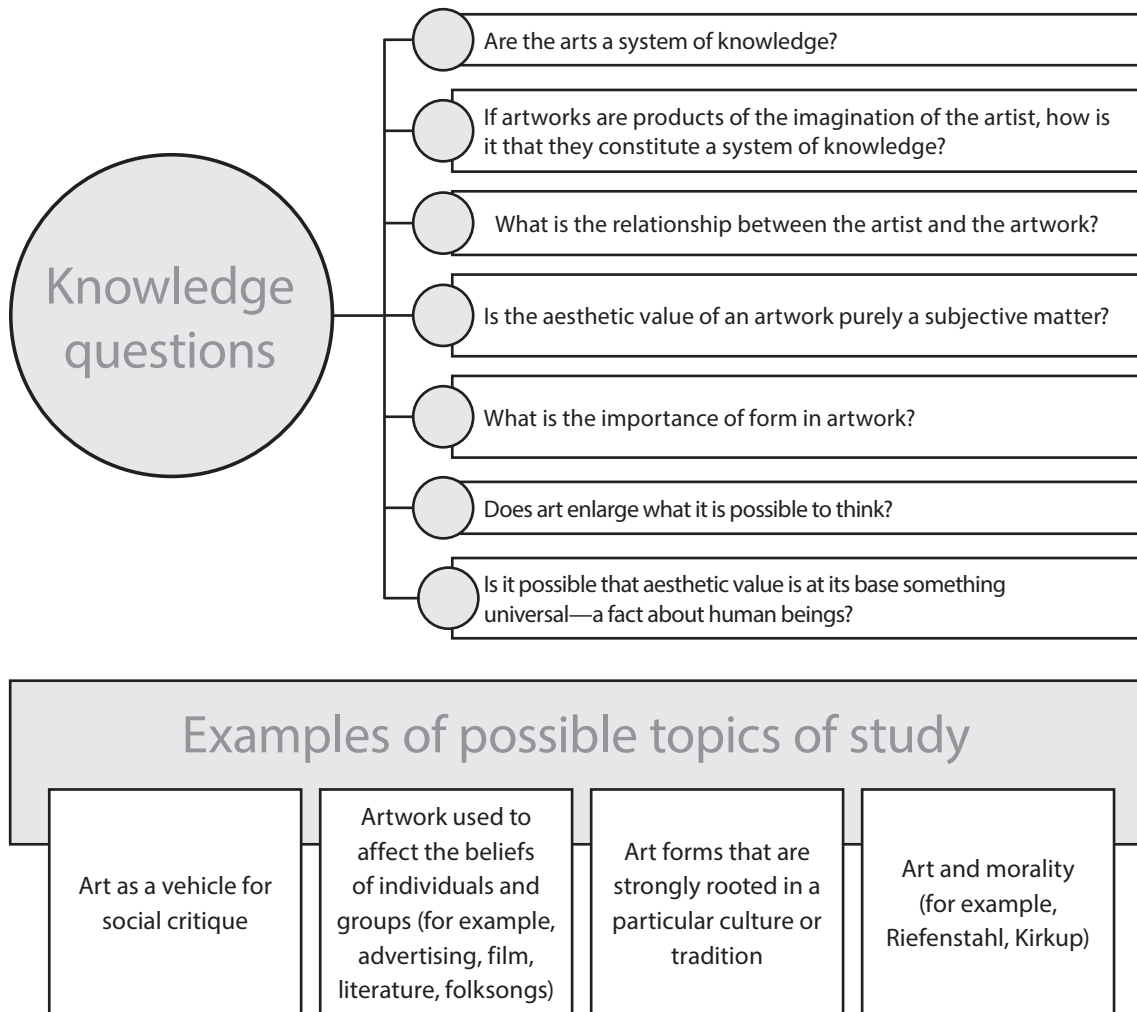 Knowledge
questions
Are the arts a system of knowledge?
If artworks are products of the imagination of the artist, how is
it that they constitute a system of knowledge?
What is the relationship between the artist and the artwork?
Is the aesthetic value of an artwork purely a subjective matter?
What is the importance of form in artwork?
Does art enlarge what it is possible to think?
Is it possible that aesthetic value is at its base something
universal—a fact about human beings?
Examples of possible topics of study
Art as a vehicle for
social critique
Artwork used to
affect the beliefs
of individuals and
groups (for example,
advertising, film,
literature, folksongs)
Art forms that are
strongly rooted in a
particular culture or
tradition
Art and morality
(for example,
Riefenstahl, Kirkup)